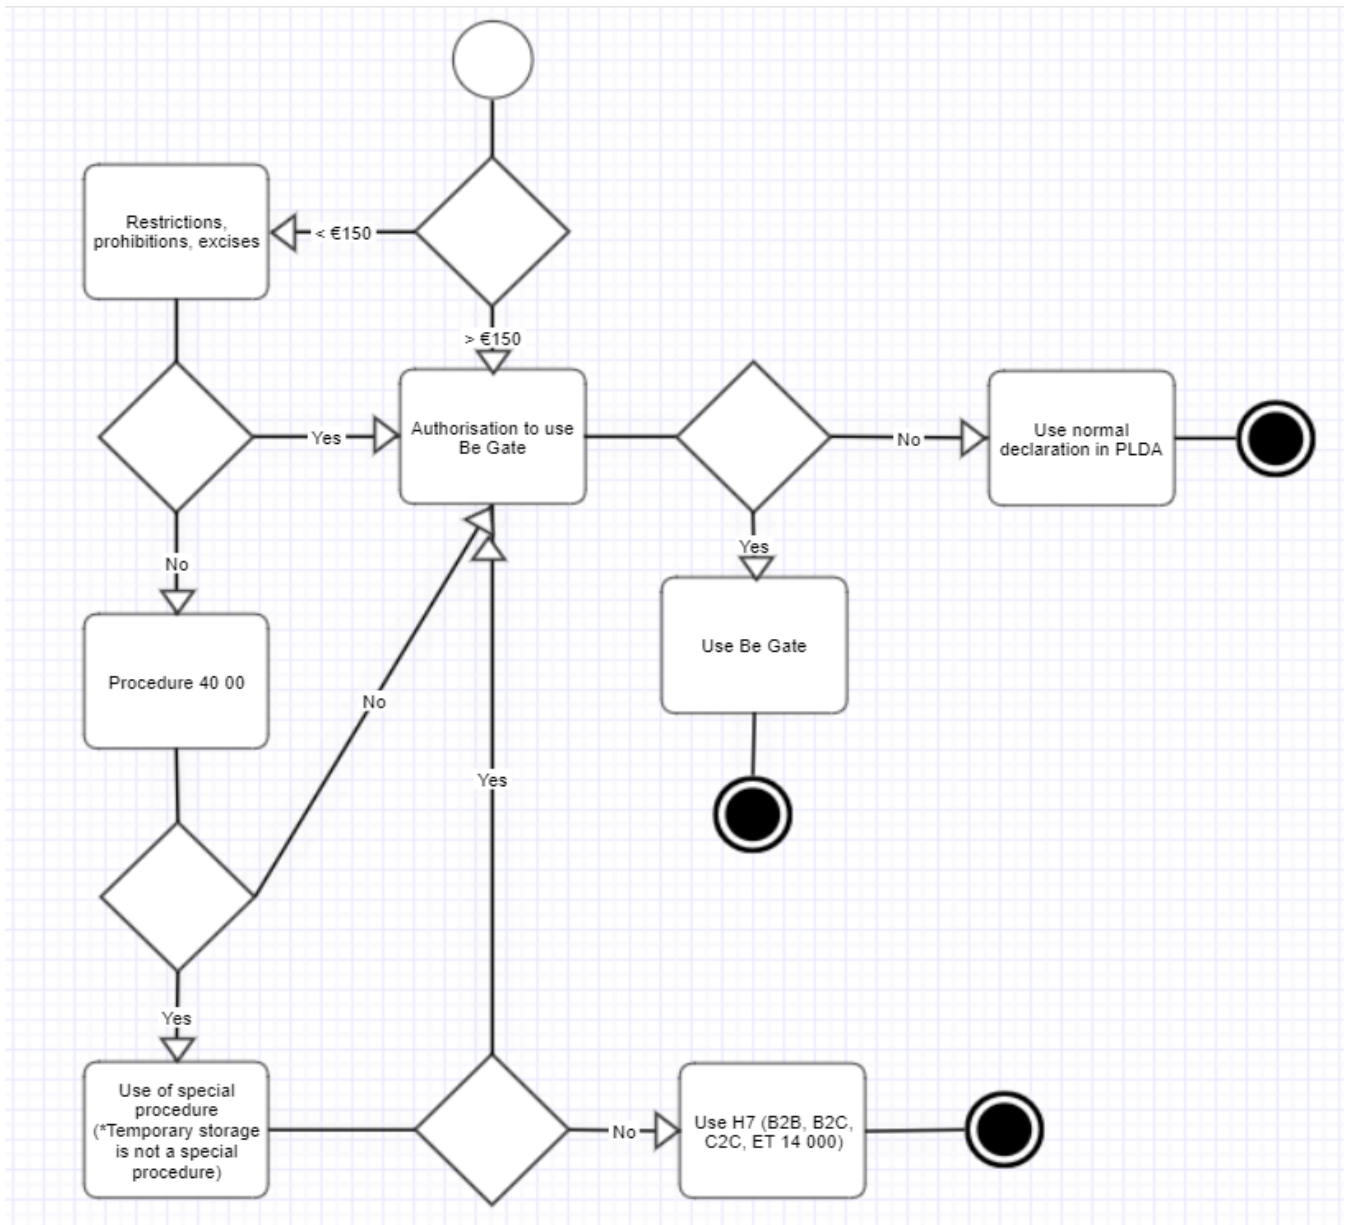 Restrictions,
prohibitions, excises
< €150
> €150
Yes
Authorisation to use
Be Gate
No
Use normal
declaration in PLDA
No
Yes
Procedure 40 00
Use Be Gate
No
Yes
Yes
Use of special
procedure
(*Temporary storage
is not a special
procedure)
No
Use H7 (B2B, B2C,
C2C, ET 14 000)